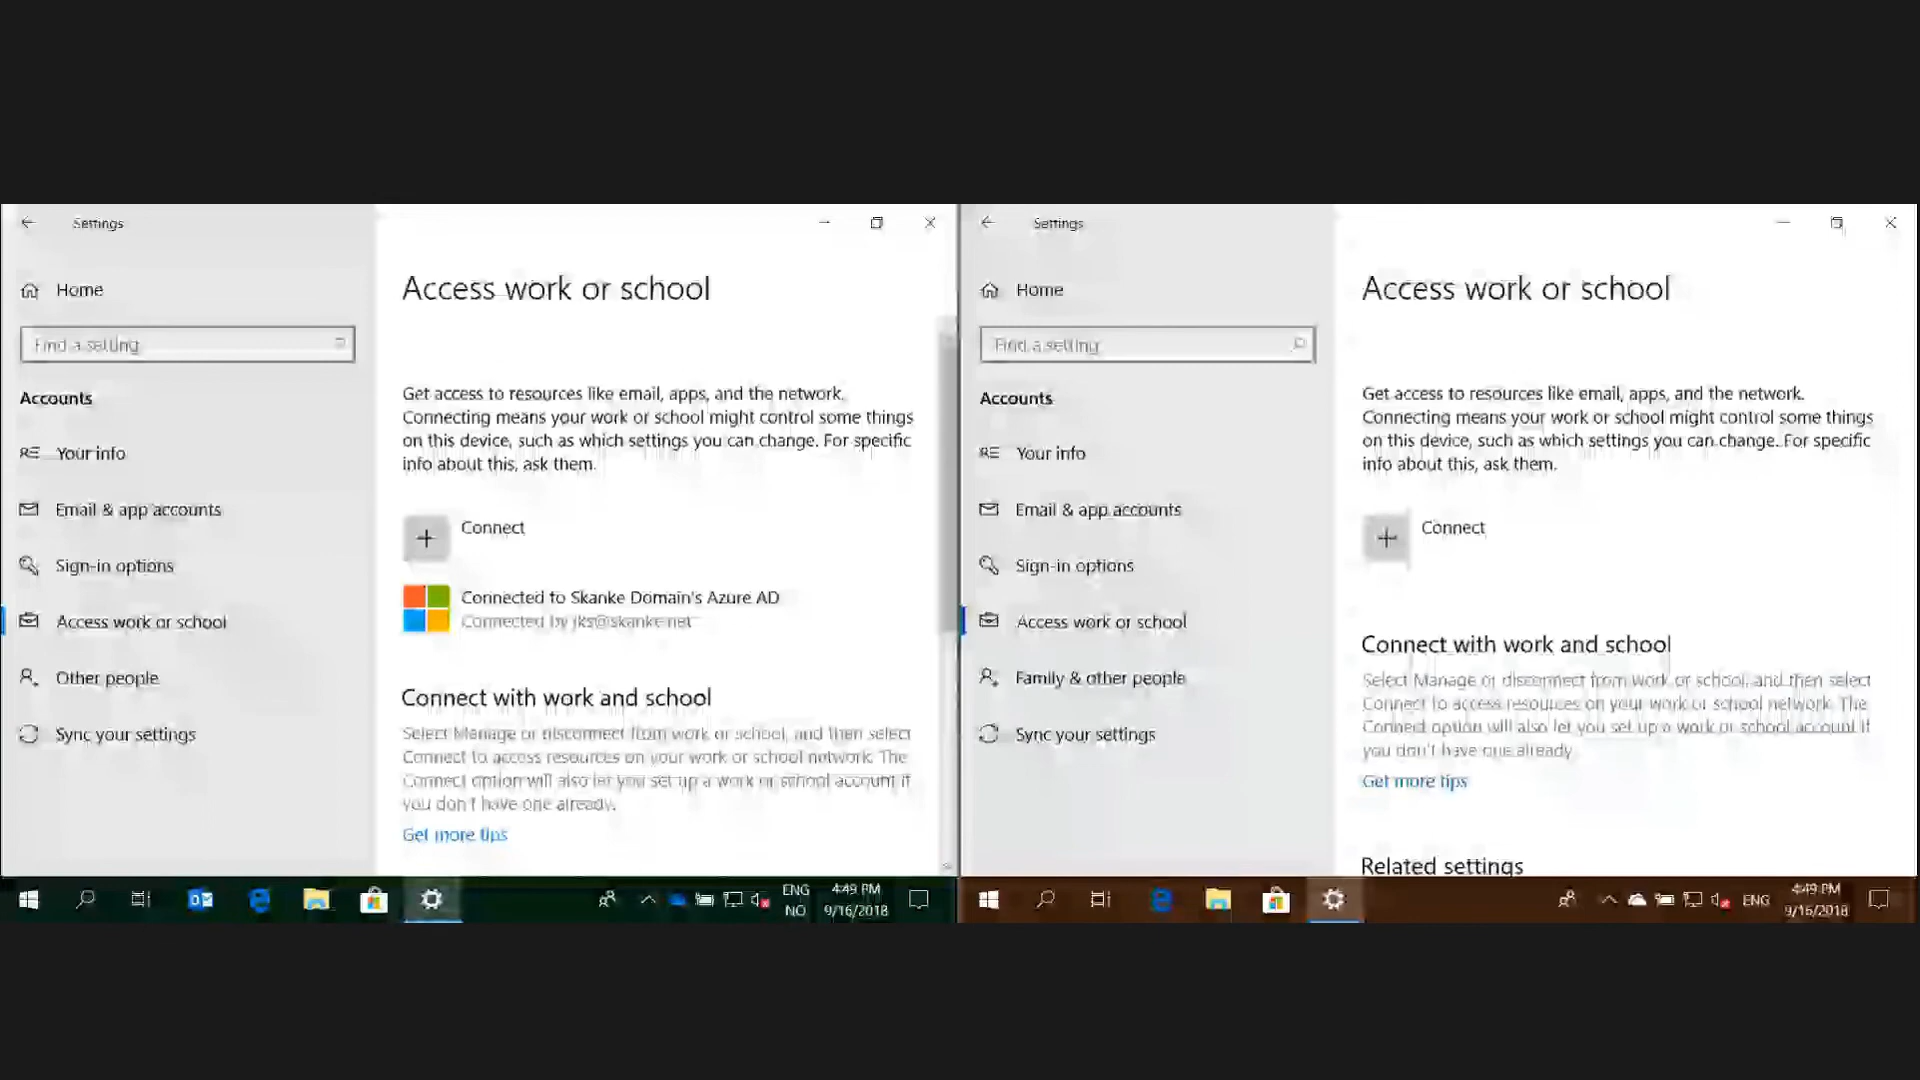 Settings
Home
Find a setting
Accounts
Your info
Email & app accounts
Sign-in options
Access work or school
Other people
Sync your settings
Access work or school
Get access to resources like email, apps, and the network.
Connecting means your work or school might control some things
on this device, such as which settings you can change. For specific
info about this, ask them.
Connect
Connected to Skanke Domain's Azure AD
Connected by jks@skanke.net
Connect with work and school
Select Manage or disconnect from work or school, and then select
Connect to access resources on your work or school network. The
Connect option will also let you set up a work or school account if
you don't have one already.
Get more tips
ENG
NO
4:49 PM
9/16/2018
Settings
Home
Find a setting
Accounts
Your info
Email & app accounts
Sign-in options
Access work or school
Family & other people
Sync your settings
Access work or school
Get access to resources like email, apps, and the network.
Connecting means your work or school might control some things
on this device, such as which settings you can change. For specific
info about this, ask them.
Connect
Connect with work and school
Select Manage or disconnect from work or school, and then select
Connect to access resources on your work or school network. The
Connect option will also let you set up a work or school account if
you don't have one already.
Get more tips
Related settings
ENG
4:49 PM
9/16/2018